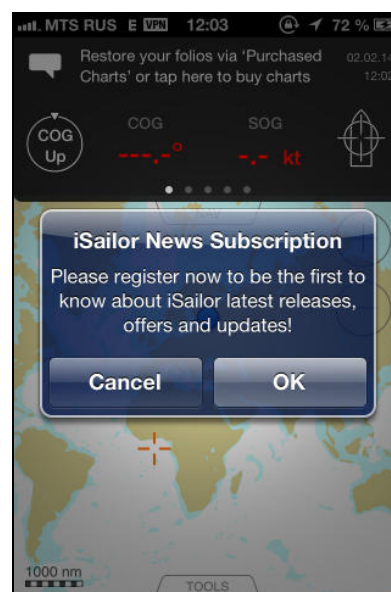 MTS RUS E VPN 12:03 72 %
Restore your folios via 'Purchased 02.02.14
Charts' or tap here to buy charts 12:02
COG
Up
COG SOG
---.-° -.- kt
NAV
iSailor News Subscription
Please register now to be the first to
know about iSailor latest releases,
offers and updates!
Cancel OK
1000 nm
TOOLS